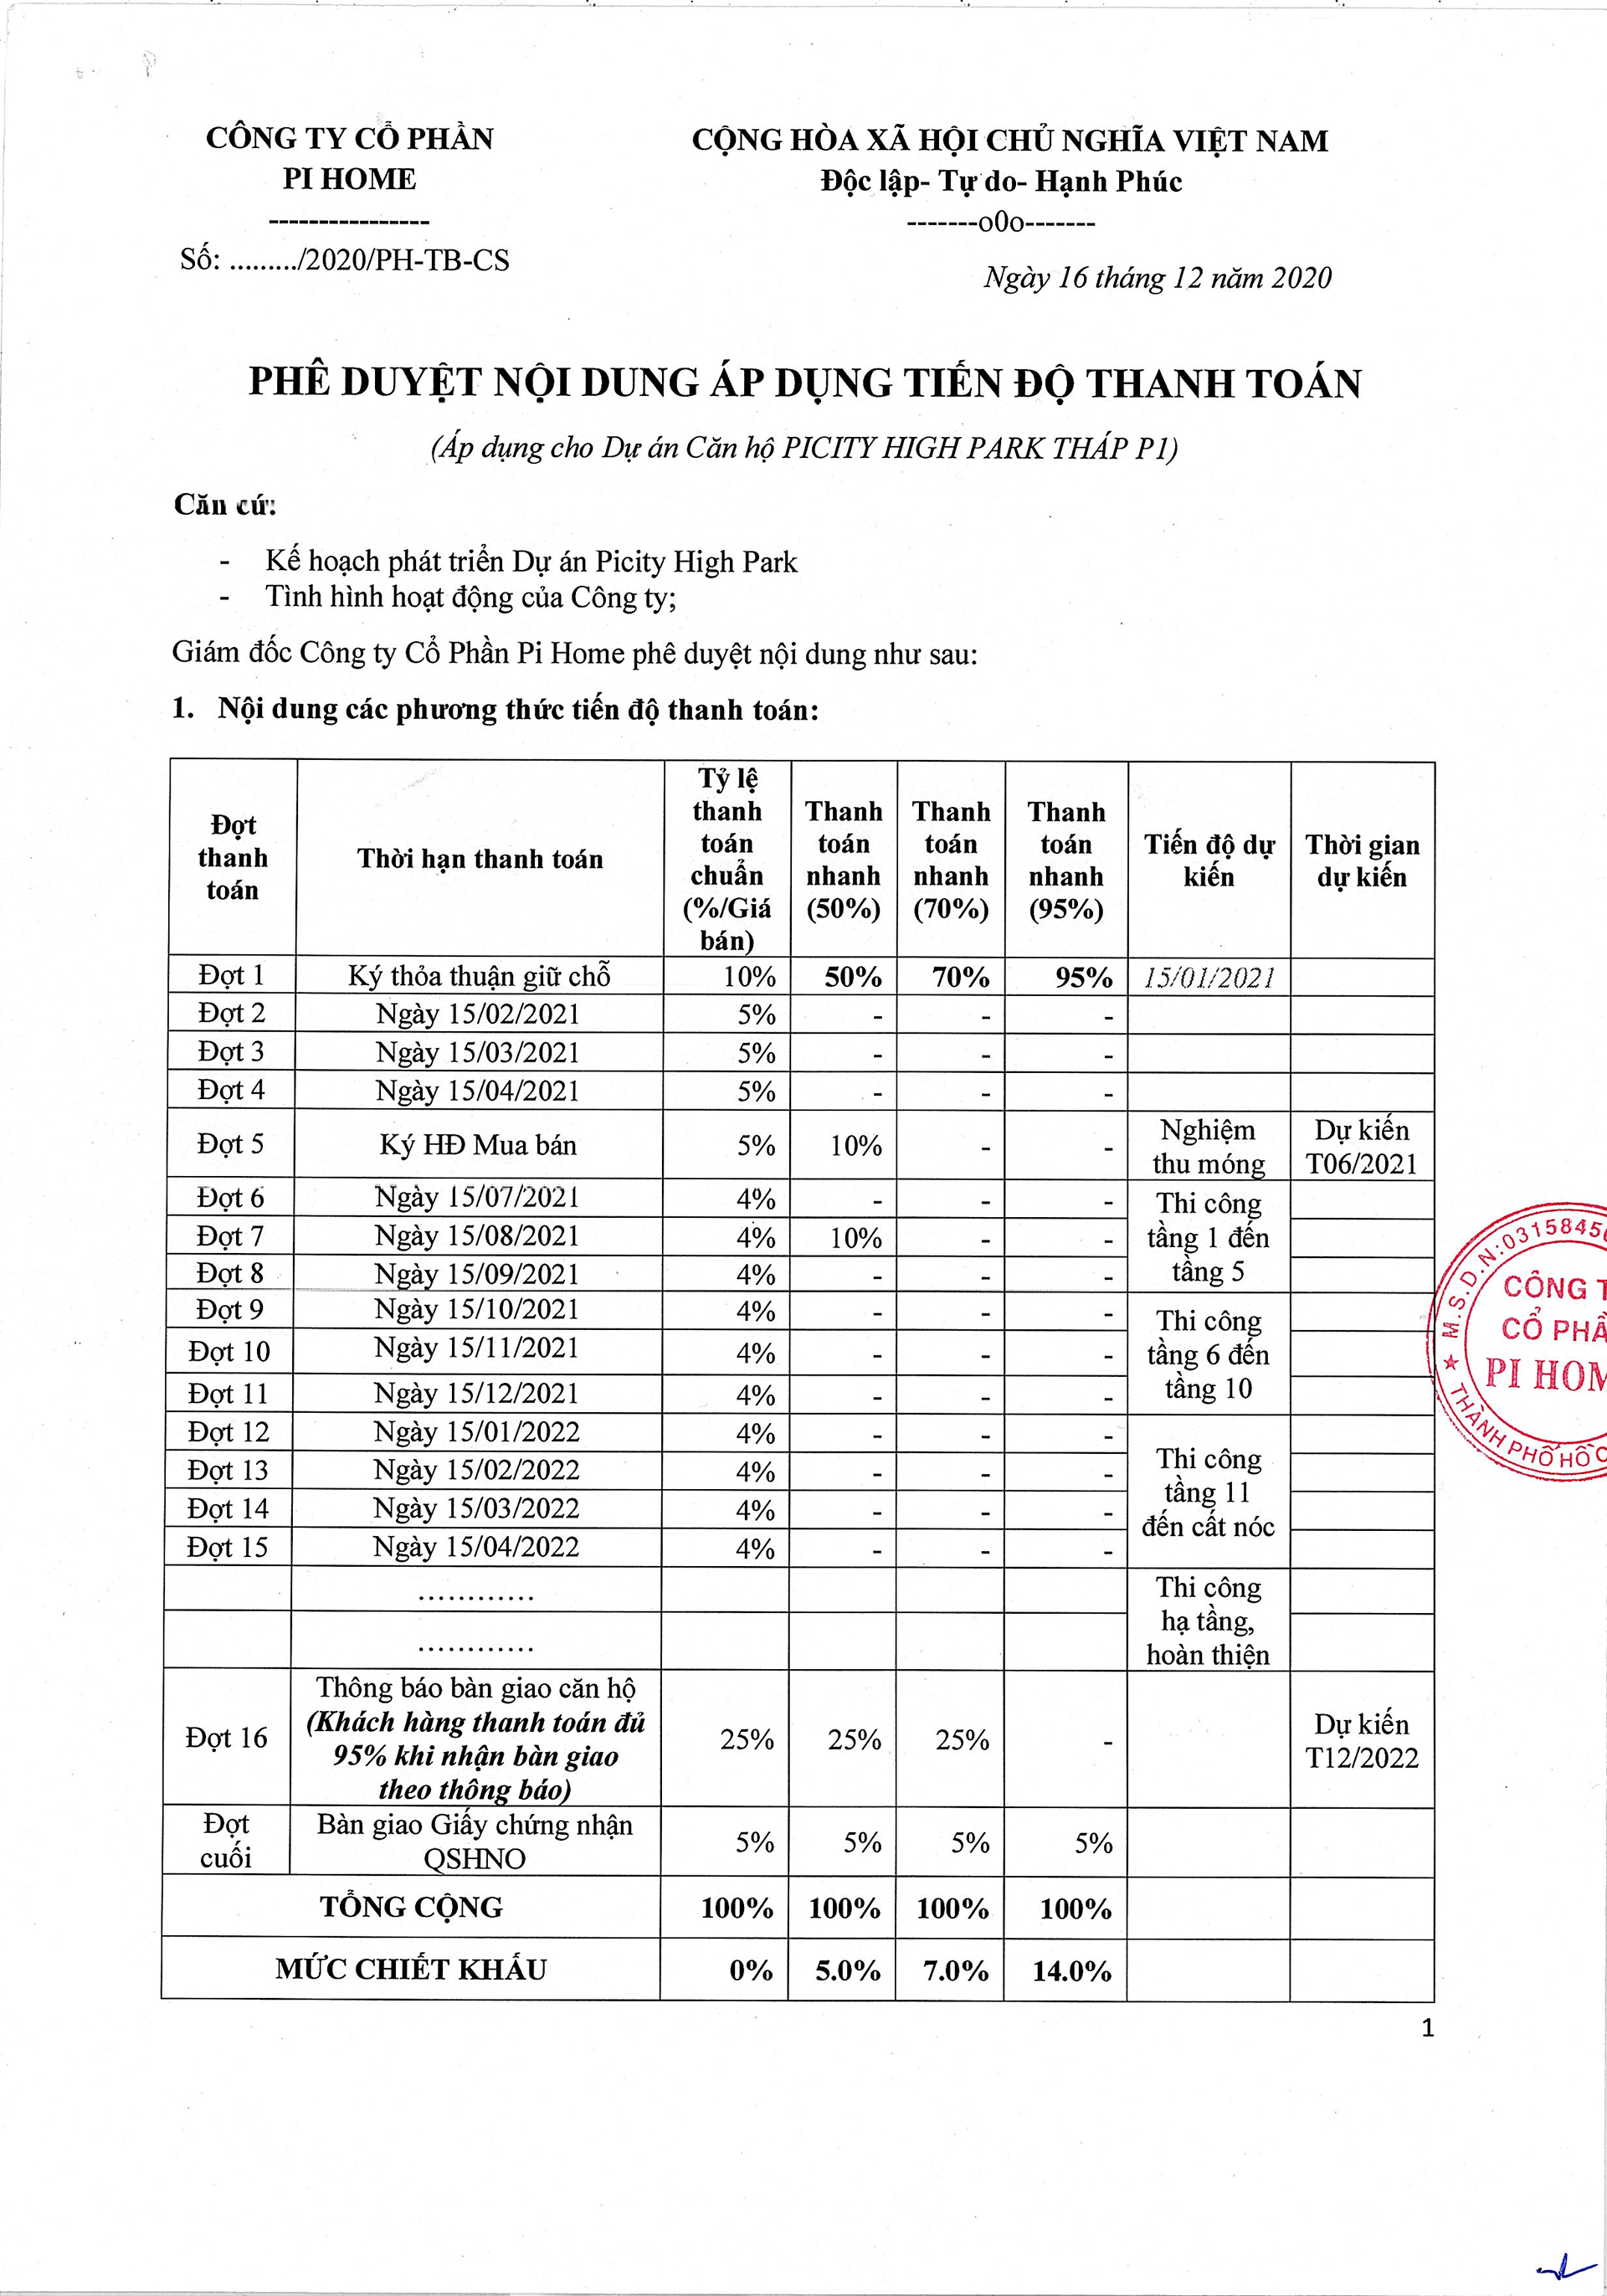 CÔNG TY CỔ PHẦN
PI HOME
----------------
Số: ........./2020/PH-TB-CS
CỘNG HÒA XÃ HỘI CHỦ NGHĨA VIỆT NAM
Độc lập- Tự do- Hạnh Phúc
-------o0o-------
Ngày 16 tháng 12 năm 2020
PHÊ DUYỆT NỘI DUNG ÁP DỤNG TIẾN ĐỘ THANH TOÁN
(Áp dụng cho Dự án Căn hộ PICITY HIGH PARK THÁP P1)
Căn cứ:
- Kế hoạch phát triển Dự án Picity High Park
- Tình hình hoạt động của Công ty;
Giám đốc Công ty Cổ Phần Pi Home phê duyệt nội dung như sau:
1. Nội dung các phương thức tiến độ thanh toán:
Đợt thanh toán | Thời hạn thanh toán | Tỷ lệ thanh toán chuẩn (%/Giá bán) | Thanh toán nhanh (50%) | Thanh toán nhanh (70%) | Thanh toán nhanh (95%) | Tiến độ dự kiến | Thời gian dự kiến
Đợt 1 | Ký thỏa thuận giữ chỗ | 10% | 50% | 70% | 95% | 15/01/2021
Đợt 2 | Ngày 15/02/2021 | 5% | - | - | -
Đợt 3 | Ngày 15/03/2021 | 5% | - | - | -
Đợt 4 | Ngày 15/04/2021 | 5% | - | - | -
Đợt 5 | Ký HĐ Mua bán | 5% | 10% | - | - | Nghiệm thu móng | Dự kiến T06/2021
Đợt 6 | Ngày 15/07/2021 | 4% | - | - | - | Thi công tầng 1 đến tầng 5
Đợt 7 | Ngày 15/08/2021 | 4% | 10% | - | -
Đợt 8 | Ngày 15/09/2021 | 4% | - | - | -
Đợt 9 | Ngày 15/10/2021 | 4% | - | - | - | Thi công tầng 6 đến tầng 10
Đợt 10 | Ngày 15/11/2021 | 4% | - | - | -
Đợt 11 | Ngày 15/12/2021 | 4% | - | - | -
Đợt 12 | Ngày 15/01/2022 | 4% | - | - | - | Thi công tầng 11 đến cất nóc
Đợt 13 | Ngày 15/02/2022 | 4% | - | - | -
Đợt 14 | Ngày 15/03/2022 | 4% | - | - | -
Đợt 15 | Ngày 15/04/2022 | 4% | - | - | -
............ | Thi công hạ tầng, hoàn thiện
............
Đợt 16 | Thông báo bàn giao căn hộ (Khách hàng thanh toán đủ 95% khi nhận bàn giao theo thông báo) | 25% | 25% | 25% | - | Dự kiến T12/2022
Đợt cuối | Bàn giao Giấy chứng nhận QSHNO | 5% | 5% | 5% | 5%
TỔNG CỘNG | 100% | 100% | 100% | 100%
MỨC CHIẾT KHẤU | 0% | 5.0% | 7.0% | 14.0%
M.S.D.N:0315845
CÔNG T
CỔ PHẦ
PI HOM
THÀNH PHỐ HỒ C
1